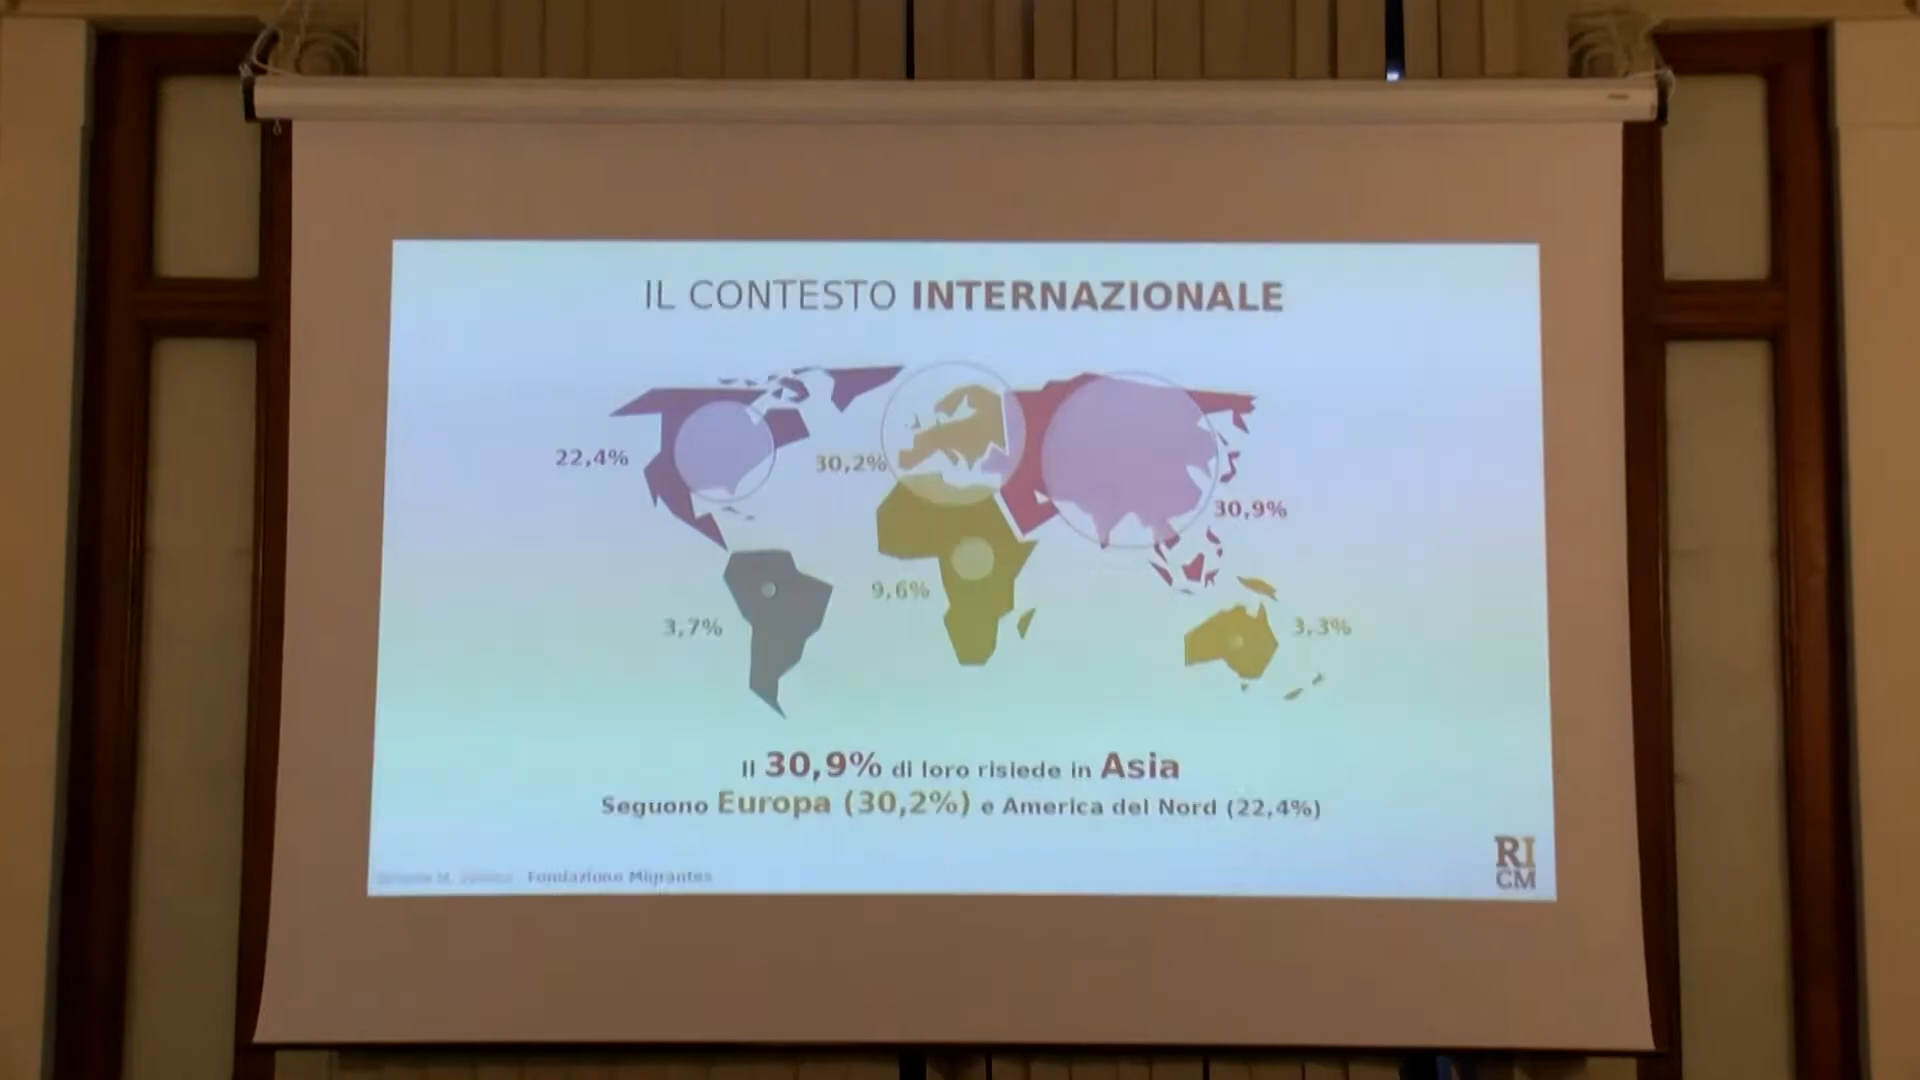 IL CONTESTO INTERNAZIONALE
22,4%
30,2%
30,9%
9,6%
3,7%
3,3%
Il 30,9% di loro risiede in Asia
Seguono Europa (30,2%) e America del Nord (22,4%)
Fondazione Migrantes
RI
CM